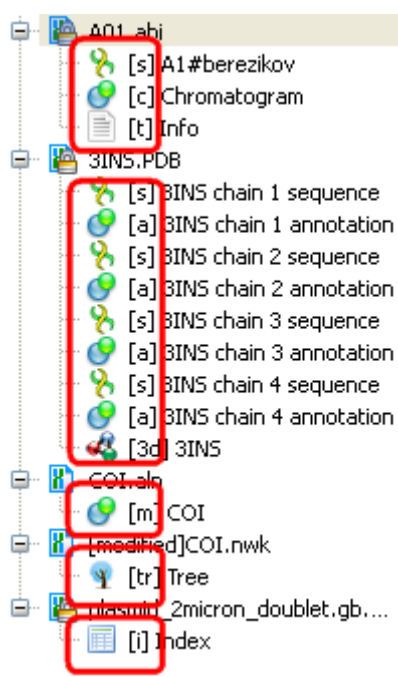 A01.abi
[s] A1#berezikov
[c] Chromatogram
[t] Info
3INS.PDB
[s] 3INS chain 1 sequence
[a] 3INS chain 1 annotation
[s] 3INS chain 2 sequence
[a] 3INS chain 2 annotation
[s] 3INS chain 3 sequence
[a] 3INS chain 3 annotation
[s] 3INS chain 4 sequence
[a] 3INS chain 4 annotation
[3d] 3INS
COI.aln
[m] COI
[modified]COI.nwk
[tr] Tree
plasmid_2micron_doublet.gb....
[i] Index